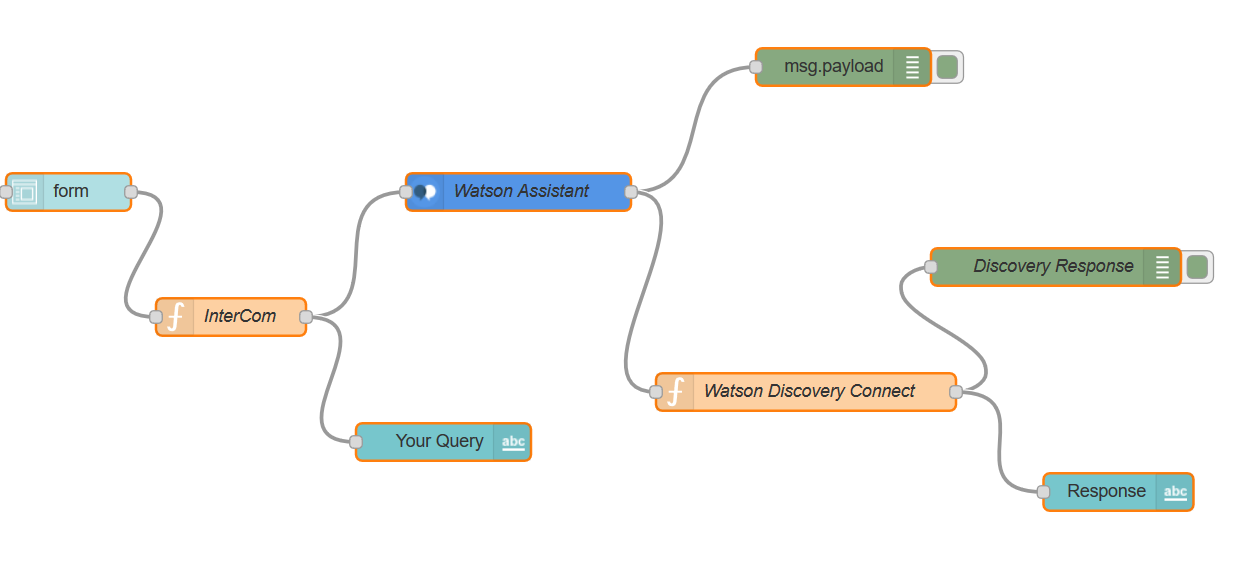 msg.payload
form
Watson Assistant
Discovery Response
InterCom
Watson Discovery Connect
Your Query
abc
Response
abc